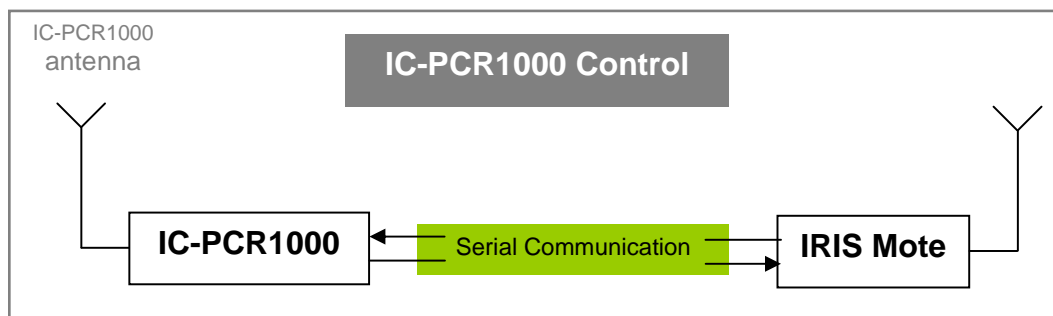 IC-PCR1000
antenna
IC-PCR1000 Control
IC-PCR1000
Serial Communication
IRIS Mote